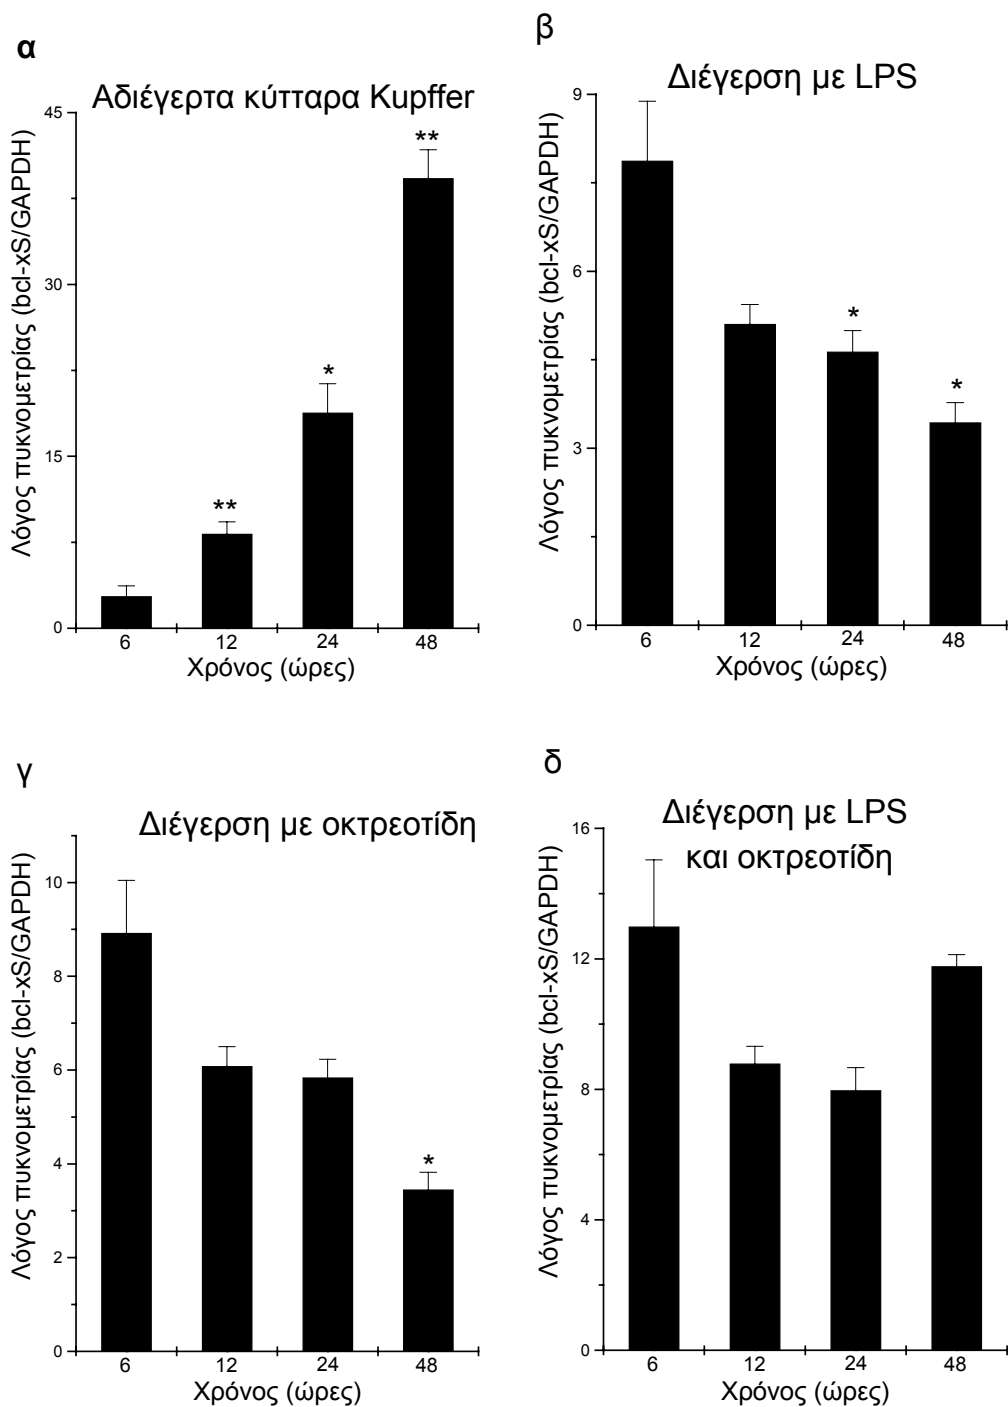 α
Αδιέγερτα κύτταρα Kupffer
Λόγος πυκνομετρίας (bcl-xS/GAPDH)
45
30
15
0
**
*
**
6 12 24 48
Χρόνος (ώρες)
β
Διέγερση με LPS
Λόγος πυκνομετρίας (bcl-xS/GAPDH)
9
6
3
0
*
*
6 12 24 48
Χρόνος (ώρες)
γ
Διέγερση με οκτρεοτίδη
Λόγος πυκνομετρίας (bcl-xS/GAPDH)
10
8
6
4
2
0
*
6 12 24 48
Χρόνος (ώρες)
δ
Διέγερση με LPS
και οκτρεοτίδη
Λόγος πυκνομετρίας (bcl-xS/GAPDH)
16
12
8
4
0
6 12 24 48
Χρόνος (ώρες)